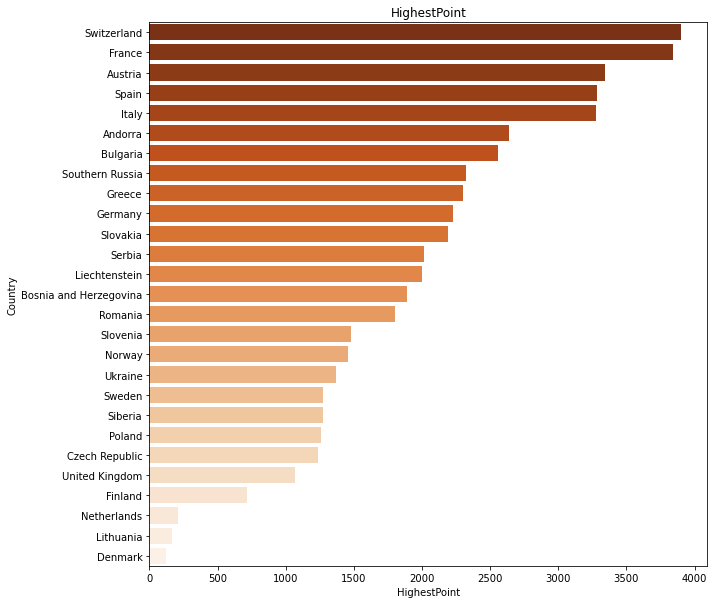 HighestPoint
Switzerland
France
Austria
Spain
Italy
Andorra
Bulgaria
Southern Russia
Greece
Germany
Slovakia
Serbia
Liechtenstein
Bosnia and Herzegovina
Romania
Slovenia
Norway
Ukraine
Sweden
Siberia
Poland
Czech Republic
United Kingdom
Finland
Netherlands
Lithuania
Denmark
Country
0 500 1000 1500 2000 2500 3000 3500 4000
HighestPoint